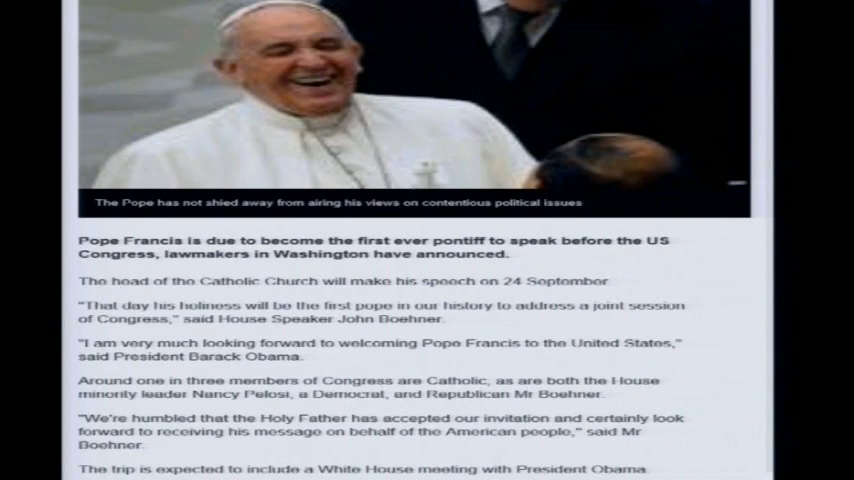 The Pope has not shied away from airing his views on contentious political issues
Pope Francis is due to become the first ever pontiff to speak before the US
Congress, lawmakers in Washington have announced.
The head of the Catholic Church will make his speech on 24 September.
"That day his holiness will be the first pope in our history to address a joint session
of Congress," said House Speaker John Boehner.
"I am very much looking forward to welcoming Pope Francis to the United States,"
said President Barack Obama.
Around one in three members of Congress are Catholic, as are both the House
minority leader Nancy Pelosi, a Democrat, and Republican Mr Boehner.
"We're humbled that the Holy Father has accepted our invitation and certainly look
forward to receiving his message on behalf of the American people," said Mr
Boehner.
The trip is expected to include a White House meeting with President Obama.